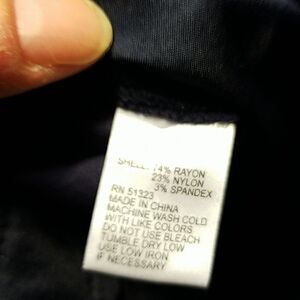 SHELL: 74% RAYON
23% NYLON
3% SPANDEX
RN 51323
MADE IN CHINA
MACHINE WASH COLD
WITH LIKE COLORS
DO NOT USE BLEACH
TUMBLE DRY LOW
USE LOW IRON
IF NECESSARY